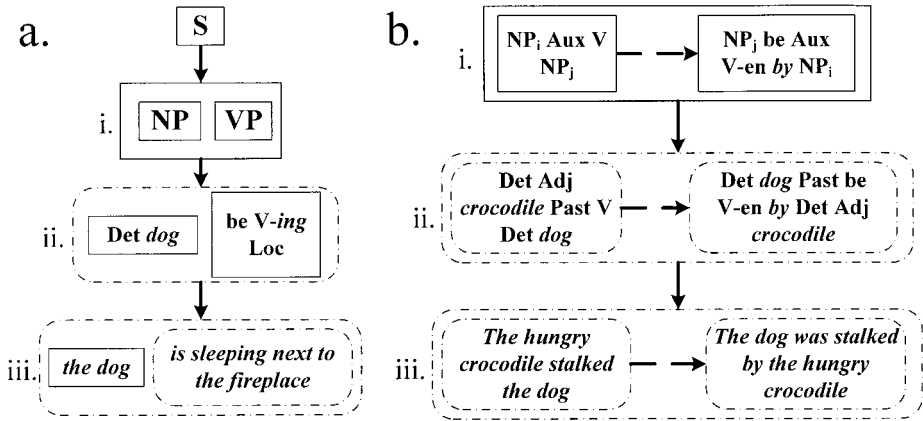 a.
S
i.
NP VP
ii.
Det dog
be V-ing
Loc
iii.
the dog
is sleeping next to
the fireplace
b.
i.
NPi Aux V
NPj
NPj be Aux
V-en by NPi
ii.
Det Adj
crocodile Past V
Det dog
Det dog Past be
V-en by Det Adj
crocodile
iii.
The hungry
crocodile stalked
the dog
The dog was stalked
by the hungry
crocodile